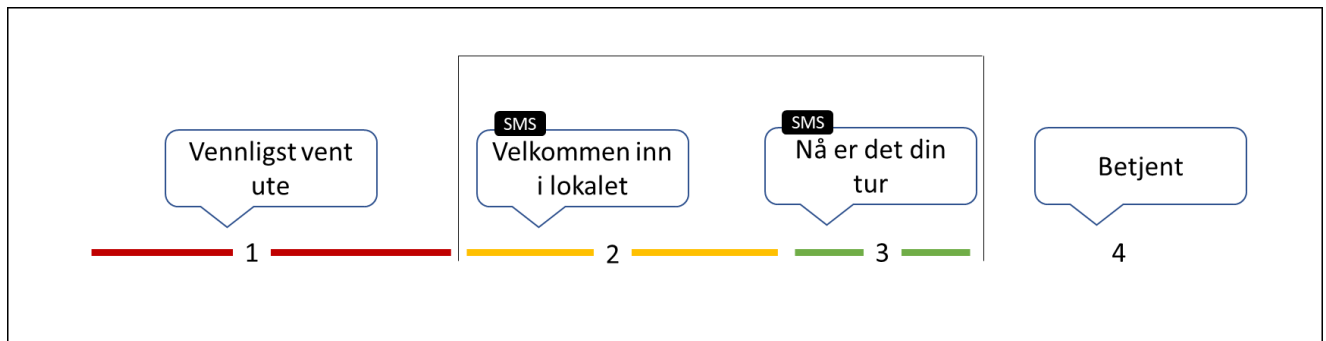 Vennligst vent
ute
1
SMS
Velkommen inn
i lokalet
2
SMS
Nå er det din
tur
3
Betjent
4